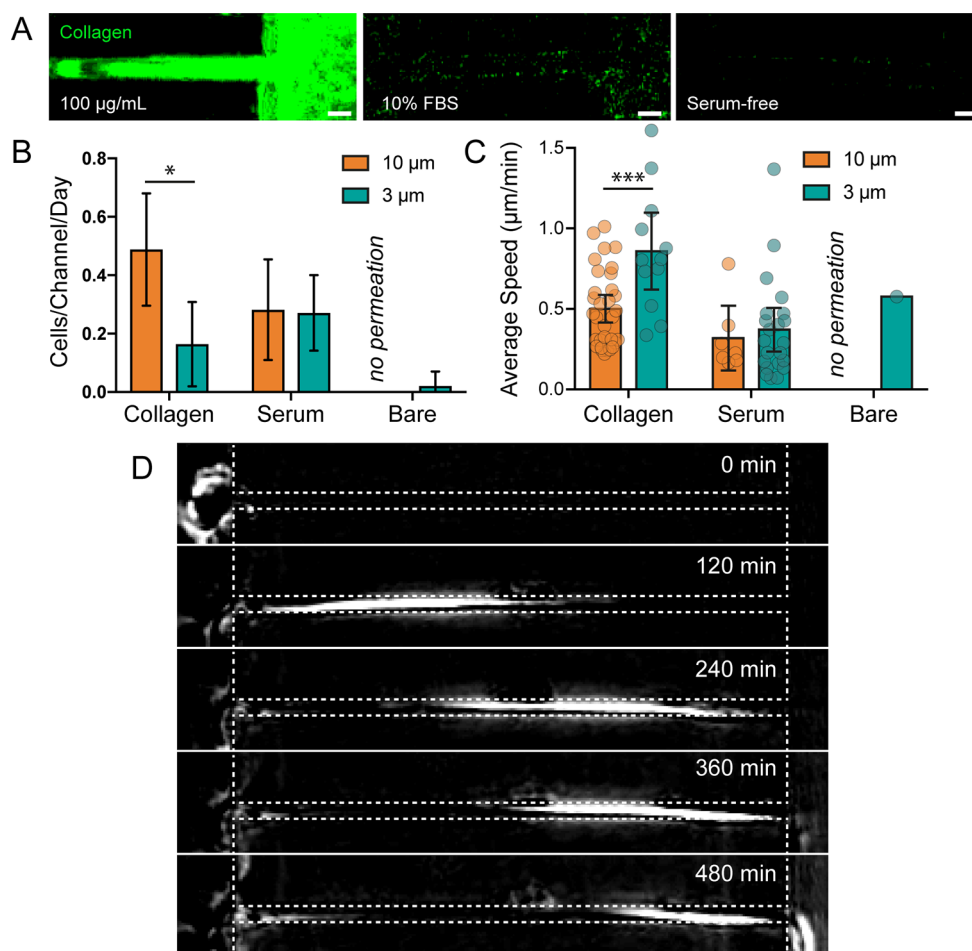 A
Collagen
100 µg/mL
10% FBS
Serum-free
B
Cells/Channel/Day
0.8
0.6
0.4
0.2
0.0
*
10 µm
3 µm
no permeation
Collagen
Serum
Bare
C
Average Speed (µm/min)
1.5
1.0
0.5
0.0
***
10 µm
3 µm
no permeation
Collagen
Serum
Bare
D
0 min
120 min
240 min
360 min
480 min